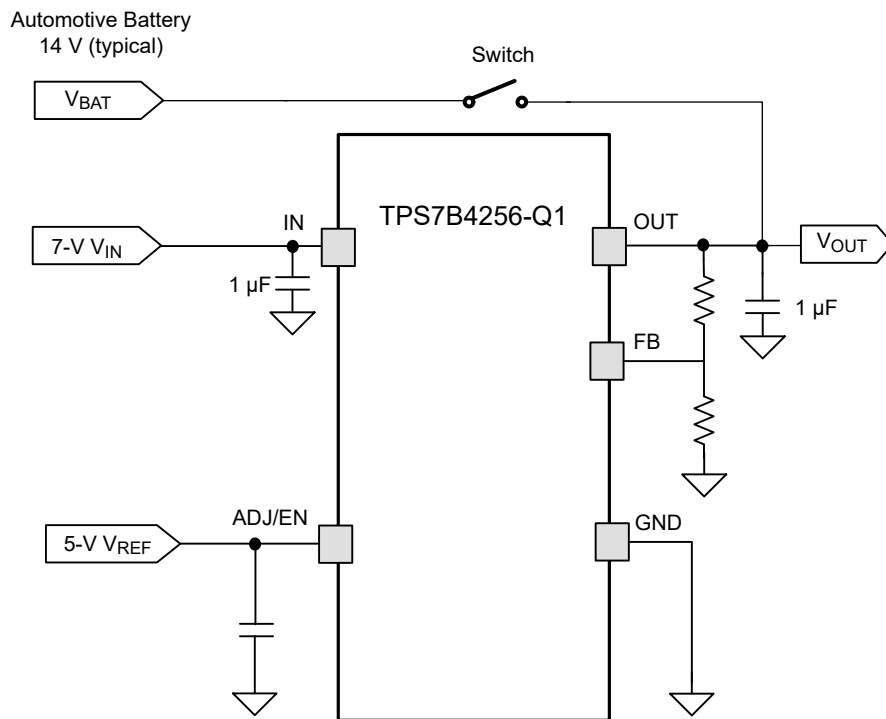 Automotive Battery
14 V (typical)
Switch
VBAT
TPS7B4256-Q1
IN
OUT
7-V VIN
VOUT
1 µF
1 µF
FB
ADJ/EN
GND
5-V VREF